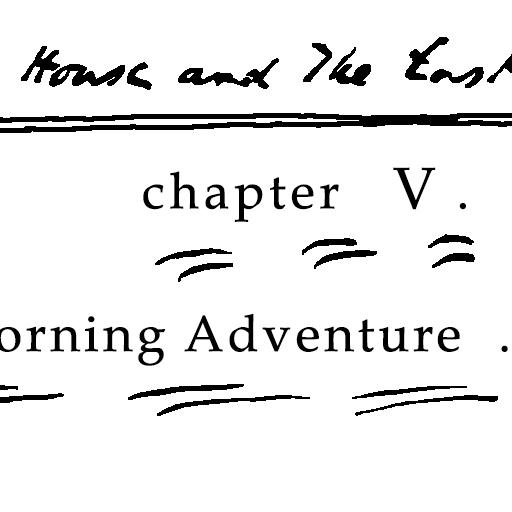 House and The East
chapter V .
orning Adventure .